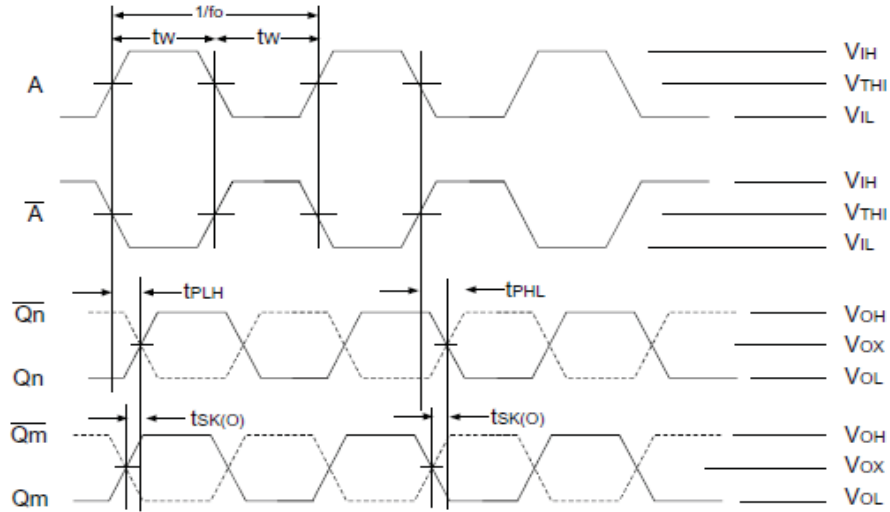 1/fo
tw tw
VIH
A VTHI
VIL
VIH
A VTHI
VIL
tPLH tPHL
Qn VOH
VOX
Qn VOL
tSK(O) tSK(O)
Qm VOH
VOX
Qm VOL